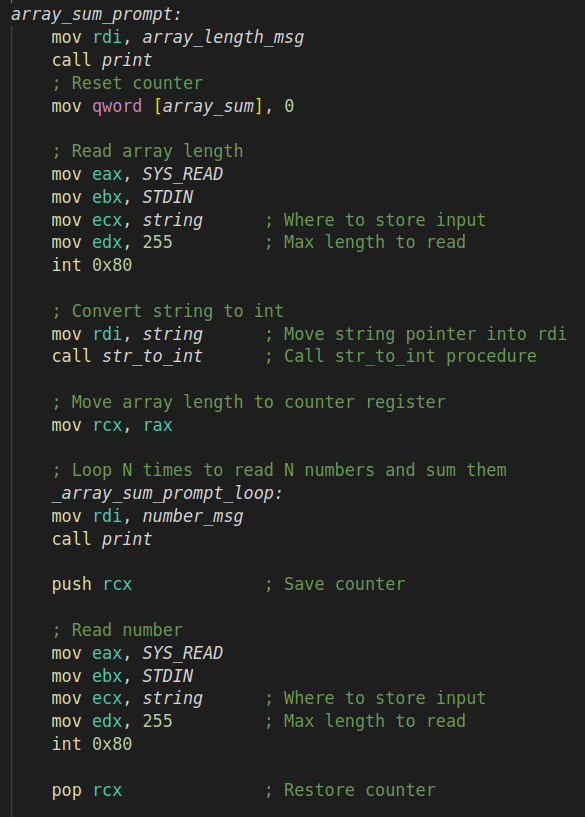 array_sum_prompt:
    mov rdi, array_length_msg
    call print
    ; Reset counter
    mov qword [array_sum], 0

    ; Read array length
    mov eax, SYS_READ
    mov ebx, STDIN
    mov ecx, string      ; Where to store input
    mov edx, 255         ; Max length to read
    int 0x80

    ; Convert string to int
    mov rdi, string      ; Move string pointer into rdi
    call str_to_int      ; Call str_to_int procedure

    ; Move array length to counter register
    mov rcx, rax

    ; Loop N times to read N numbers and sum them
    _array_sum_prompt_loop:
    mov rdi, number_msg
    call print

    push rcx             ; Save counter

    ; Read number
    mov eax, SYS_READ
    mov ebx, STDIN
    mov ecx, string      ; Where to store input
    mov edx, 255         ; Max length to read
    int 0x80

    pop rcx              ; Restore counter